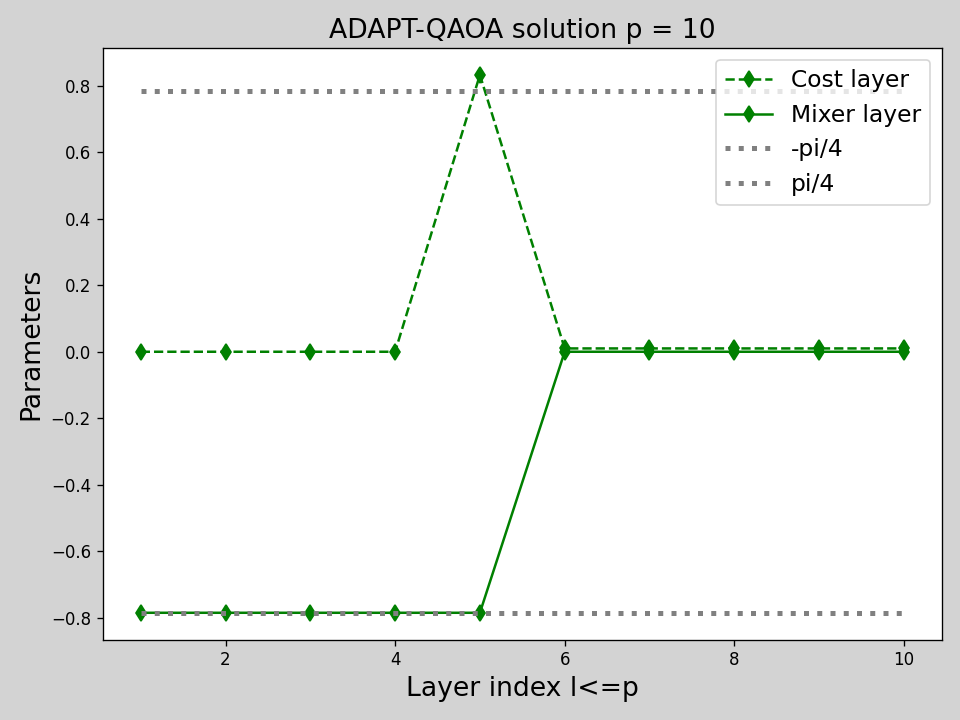 ADAPT-QAOA solution p = 10
Cost layer
Mixer layer
-pi/4
pi/4
Parameters
0.8
0.6
0.4
0.2
0.0
−0.2
−0.4
−0.6
−0.8
2 4 6 8 10
Layer index l<=p